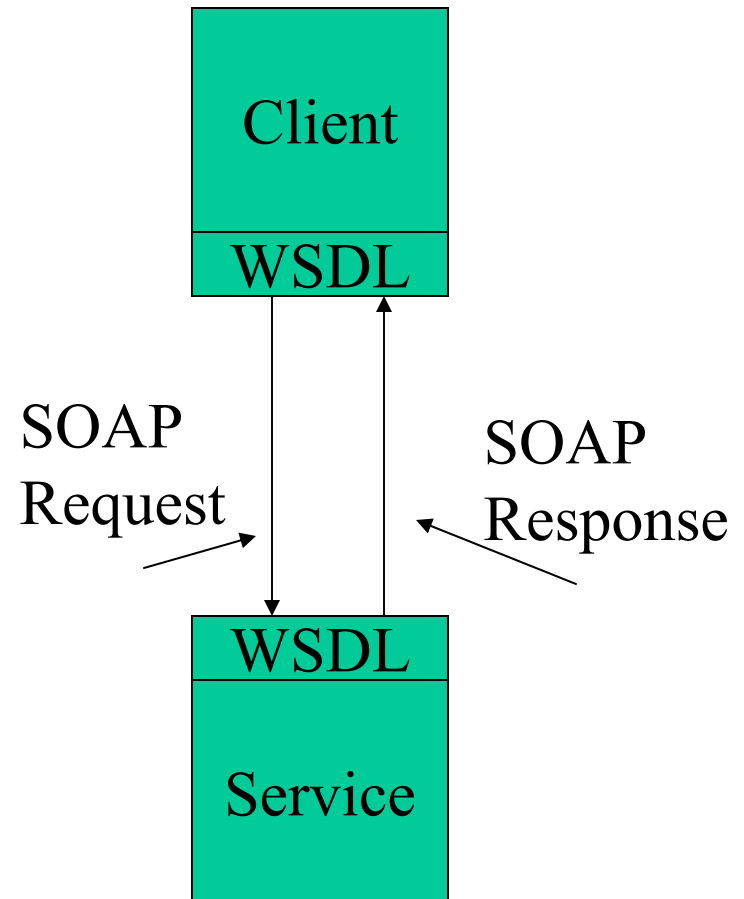 Client
WSDL
SOAP
Request
SOAP
Response
WSDL
Service